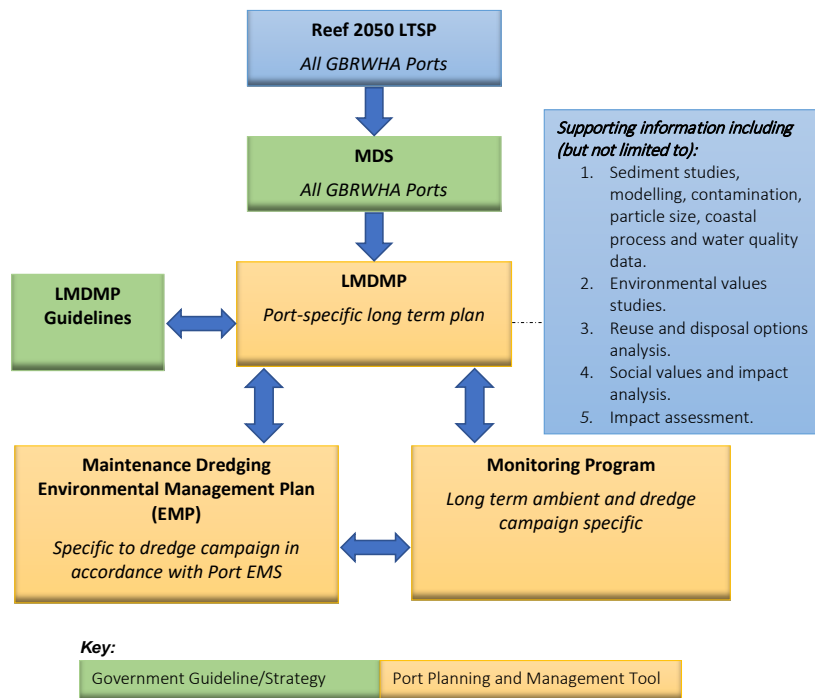 Reef 2050 LTSP
All GBRWHA Ports
MDS
All GBRWHA Ports
Supporting information including
(but not limited to):
1. Sediment studies,
modelling, contamination,
particle size, coastal
process and water quality
data.
2. Environmental values
studies.
3. Reuse and disposal options
analysis.
4. Social values and impact
analysis.
5. Impact assessment.
LMDMP
Guidelines
LMDMP
Port-specific long term plan
Maintenance Dredging
Environmental Management Plan
(EMP)
Specific to dredge campaign in
accordance with Port EMS
Monitoring Program
Long term ambient and dredge
campaign specific
Key:
Government Guideline/Strategy
Port Planning and Management Tool